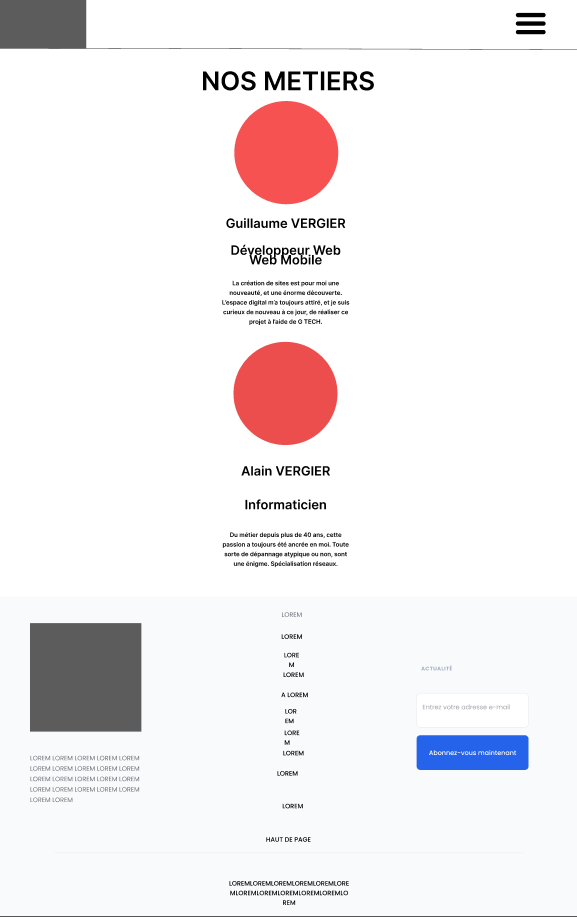 NOS METIERS
Guillaume VERGIER
Développeur Web
Web Mobile
La création de sites est pour moi une
nouveauté, et une énorme découverte.
L'espace digital m'a toujours attiré, et je suis
curieux de nouveau à ce jour, de réaliser ce
projet à l'aide de G TECH.
Alain VERGIER
Informaticien
Du métier depuis plus de 40 ans, cette
passion a toujours été ancrée en moi. Toute
sorte de dépannage atypique ou non, sont
une énigme. Spécialisation réseaux.
LOREM LOREM LOREM LOREM LOREM
LOREM LOREM LOREM LOREM LOREM
LOREM LOREM LOREM LOREM LOREM
LOREM LOREM LOREM LOREM LOREM
LOREM LOREM
LOREM
LOREM
LORE
M
LOREM
A LOREM
LOR
EM
LORE
M
LOREM
LOREM
LOREM
HAUT DE PAGE
ACTUALITÉ
Entrez votre adresse e-mail
Abonnez-vous maintenant
LOREMLOREMLOREMLOREMLOREMLORE
MLOREMLOREMLOREMLOREMLOREMLO
REM